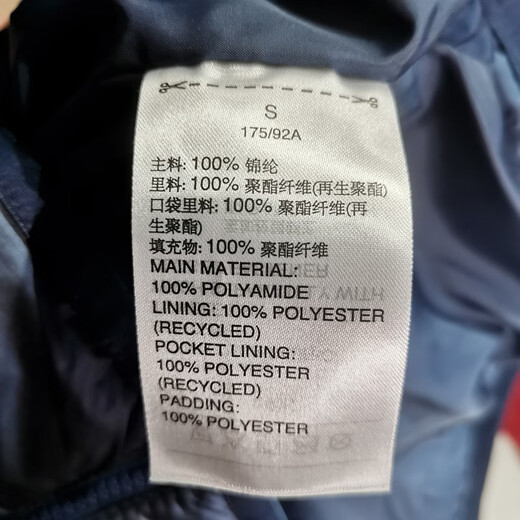 S
175/92A
主料: 100% 锦纶
里料: 100% 聚酯纤维(再生聚酯)
口袋里料: 100% 聚酯纤维(再
生聚酯)
填充物: 100% 聚酯纤维
MAIN MATERIAL:
100% POLYAMIDE
LINING: 100% POLYESTER
(RECYCLED)
POCKET LINING:
100% POLYESTER
(RECYCLED)
PADDING:
100% POLYESTER